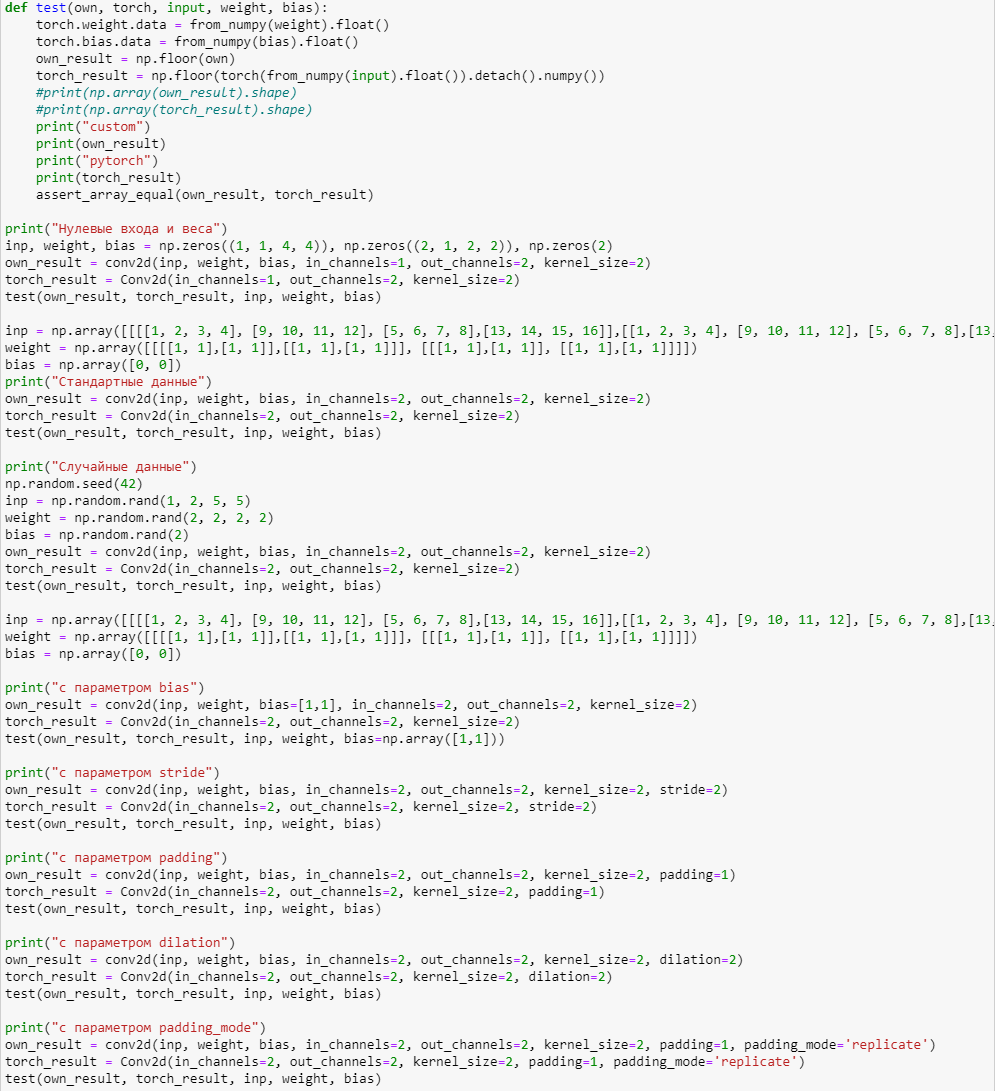 def test(own, torch, input, weight, bias):
    torch.weight.data = from_numpy(weight).float()
    torch.bias.data = from_numpy(bias).float()
    own_result = np.floor(own)
    torch_result = np.floor(torch(from_numpy(input).float()).detach().numpy())
    #print(np.array(own_result).shape)
    #print(np.array(torch_result).shape)
    print("custom")
    print(own_result)
    print("pytorch")
    print(torch_result)
    assert_array_equal(own_result, torch_result)

print("Нулевые входа и веса")
inp, weight, bias = np.zeros((1, 1, 4, 4)), np.zeros((2, 1, 2, 2)), np.zeros(2)
own_result = conv2d(inp, weight, bias, in_channels=1, out_channels=2, kernel_size=2)
torch_result = Conv2d(in_channels=1, out_channels=2, kernel_size=2)
test(own_result, torch_result, inp, weight, bias)

inp = np.array([[[[1, 2, 3, 4], [9, 10, 11, 12], [5, 6, 7, 8],[13, 14, 15, 16]],[[1, 2, 3, 4], [9, 10, 11, 12], [5, 6, 7, 8],[13,
weight = np.array([[[[1, 1],[1, 1]],[[1, 1],[1, 1]]], [[[1, 1],[1, 1]], [[1, 1],[1, 1]]]])
bias = np.array([0, 0])
print("Стандартные данные")
own_result = conv2d(inp, weight, bias, in_channels=2, out_channels=2, kernel_size=2)
torch_result = Conv2d(in_channels=2, out_channels=2, kernel_size=2)
test(own_result, torch_result, inp, weight, bias)

print("Случайные данные")
np.random.seed(42)
inp = np.random.rand(1, 2, 5, 5)
weight = np.random.rand(2, 2, 2, 2)
bias = np.random.rand(2)
own_result = conv2d(inp, weight, bias, in_channels=2, out_channels=2, kernel_size=2)
torch_result = Conv2d(in_channels=2, out_channels=2, kernel_size=2)
test(own_result, torch_result, inp, weight, bias)

inp = np.array([[[[1, 2, 3, 4], [9, 10, 11, 12], [5, 6, 7, 8],[13, 14, 15, 16]],[[1, 2, 3, 4], [9, 10, 11, 12], [5, 6, 7, 8],[13,
weight = np.array([[[[1, 1],[1, 1]],[[1, 1],[1, 1]]], [[[1, 1],[1, 1]], [[1, 1],[1, 1]]]])
bias = np.array([0, 0])

print("с параметром bias")
own_result = conv2d(inp, weight, bias=[1,1], in_channels=2, out_channels=2, kernel_size=2)
torch_result = Conv2d(in_channels=2, out_channels=2, kernel_size=2)
test(own_result, torch_result, inp, weight, bias=np.array([1,1]))

print("с параметром stride")
own_result = conv2d(inp, weight, bias, in_channels=2, out_channels=2, kernel_size=2, stride=2)
torch_result = Conv2d(in_channels=2, out_channels=2, kernel_size=2, stride=2)
test(own_result, torch_result, inp, weight, bias)

print("с параметром padding")
own_result = conv2d(inp, weight, bias, in_channels=2, out_channels=2, kernel_size=2, padding=1)
torch_result = Conv2d(in_channels=2, out_channels=2, kernel_size=2, padding=1)
test(own_result, torch_result, inp, weight, bias)

print("с параметром dilation")
own_result = conv2d(inp, weight, bias, in_channels=2, out_channels=2, kernel_size=2, dilation=2)
torch_result = Conv2d(in_channels=2, out_channels=2, kernel_size=2, dilation=2)
test(own_result, torch_result, inp, weight, bias)

print("с параметром padding_mode")
own_result = conv2d(inp, weight, bias, in_channels=2, out_channels=2, kernel_size=2, padding=1, padding_mode='replicate')
torch_result = Conv2d(in_channels=2, out_channels=2, kernel_size=2, padding=1, padding_mode='replicate')
test(own_result, torch_result, inp, weight, bias)